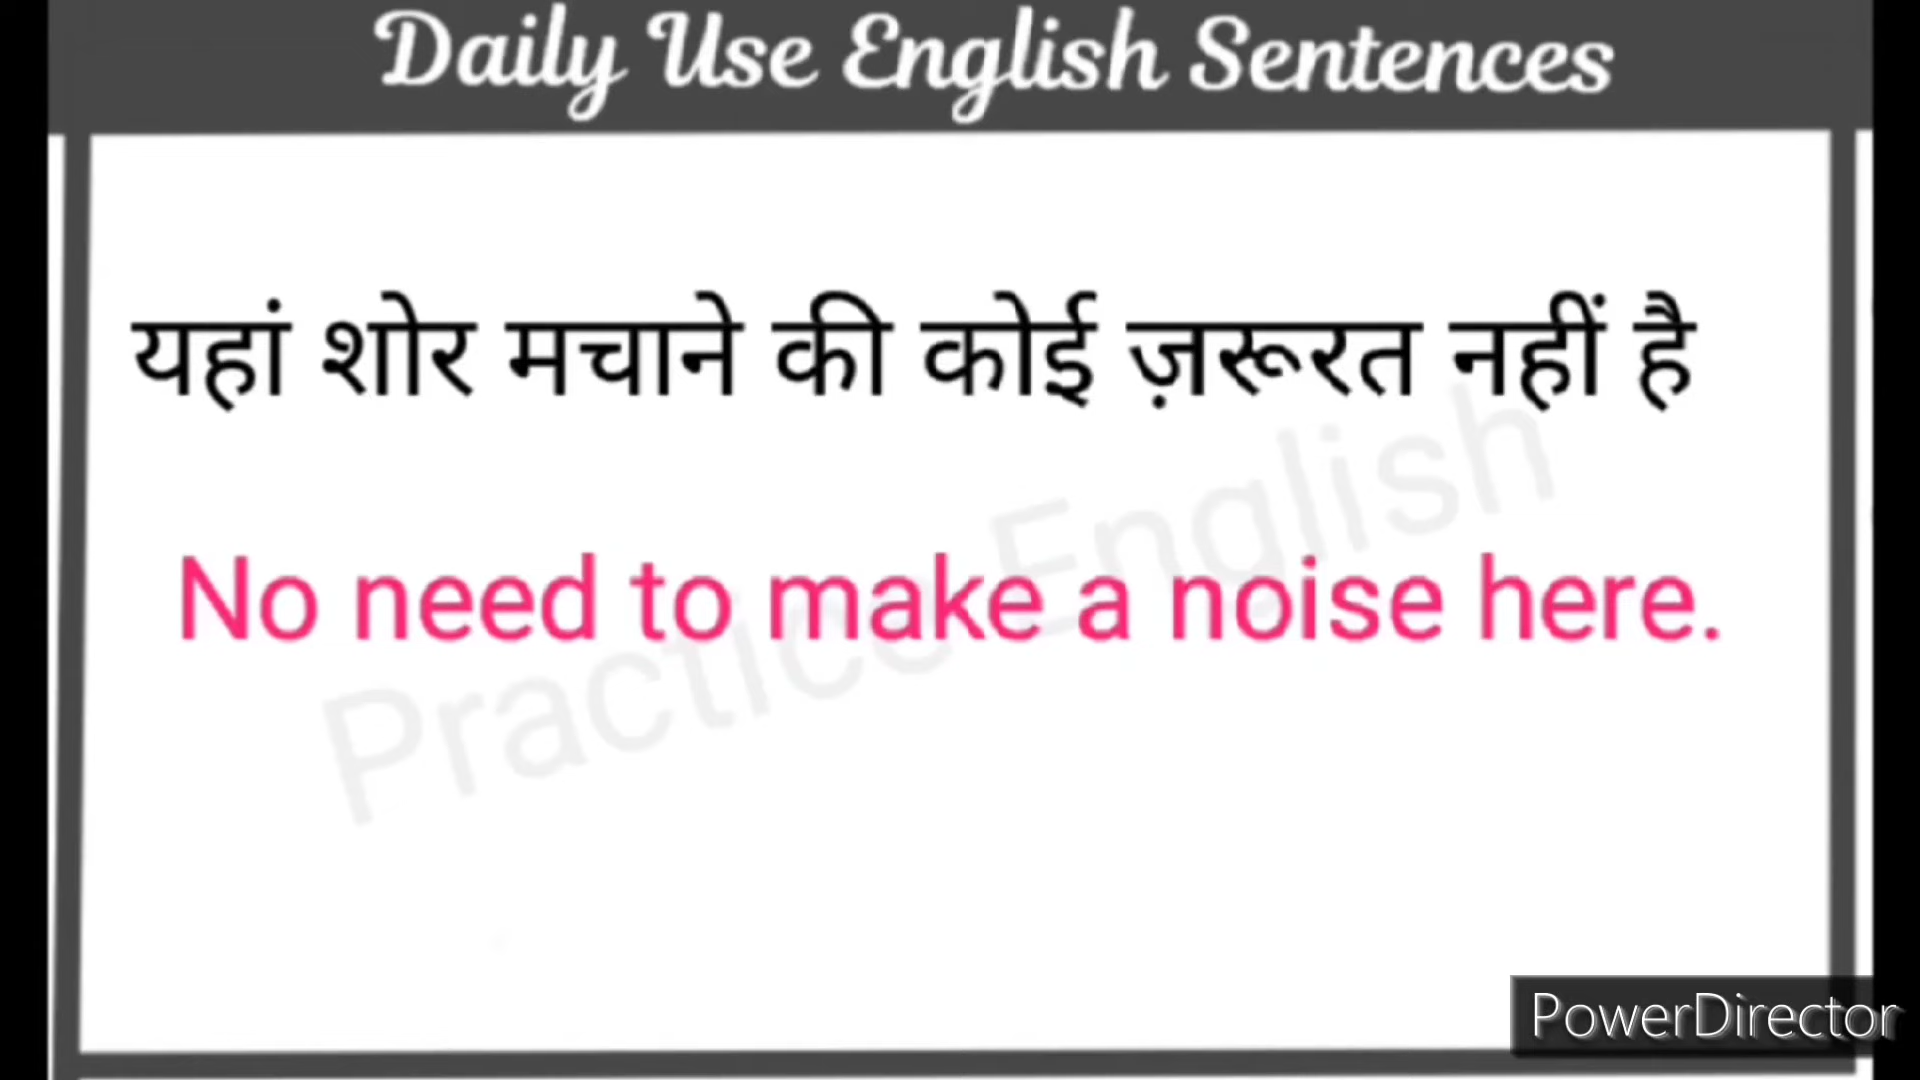 Daily Use English Sentences
यहां शोर मचाने की कोई ज़रूरत नहीं है
No need to make a noise here.
Practice English
PowerDirector